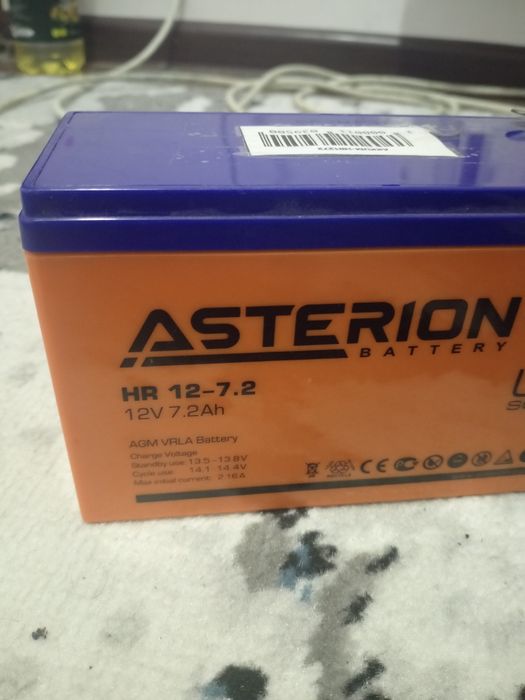 ASTERION
BATTERY
HR 12-7.2
12V 7.2Ah
AGM VRLA Battery
Charge Voltage
Standby use: 13.5 - 13.8V
Cycle use: 14.1 14.4V
Max initial current: 2.16A
CE